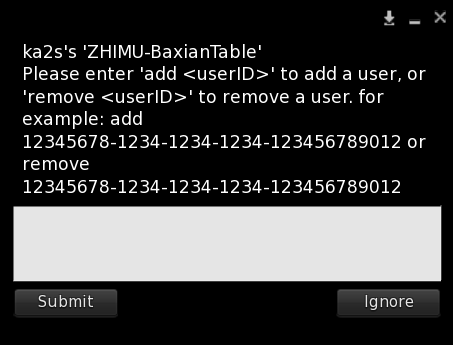 ka2s's 'ZHIMU-BaxianTable'
Please enter 'add <userID>' to add a user, or
'remove <userID>' to remove a user. for
example: add
12345678-1234-1234-1234-123456789012 or
remove
12345678-1234-1234-1234-123456789012
Submit
Ignore